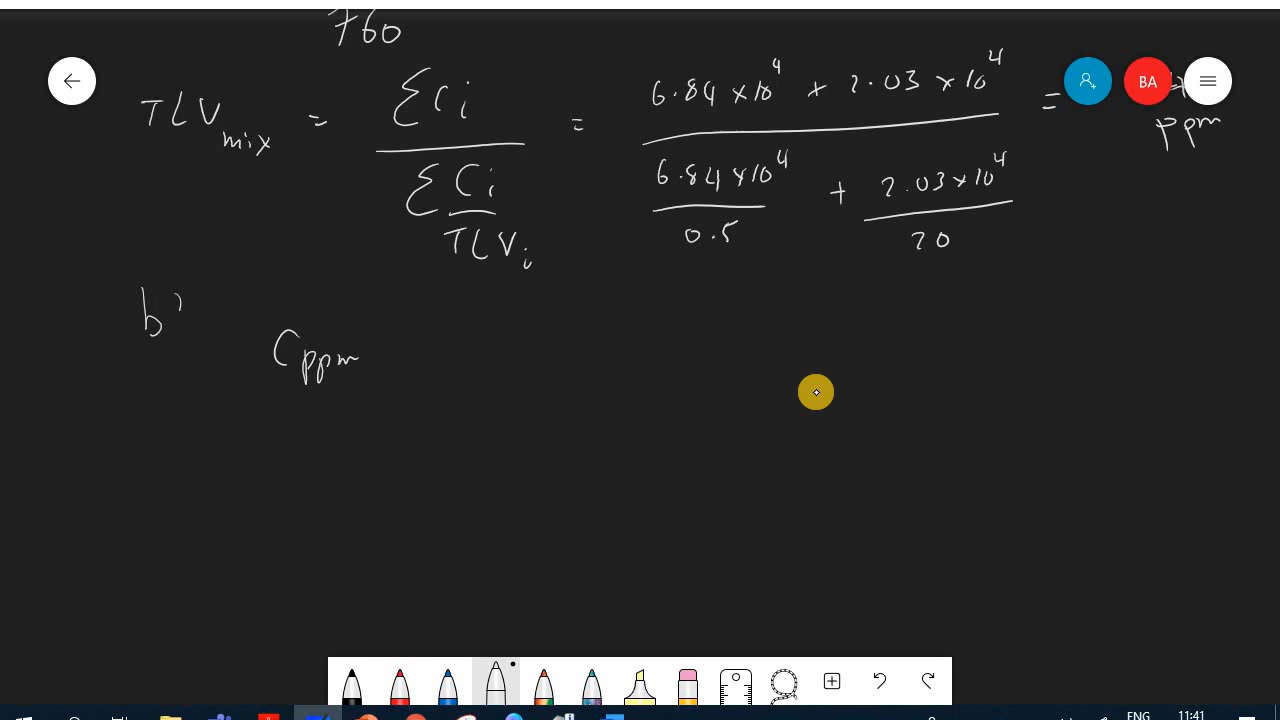 760
TLVmix = ΣCi / Σ Ci/TLVi = 6.84×10^4 + 2.03×10^4 / 6.84×10^4/0.5 + 2.03×10^4/20 =
ppm
b)
Cppm
BA
ENG
11:41